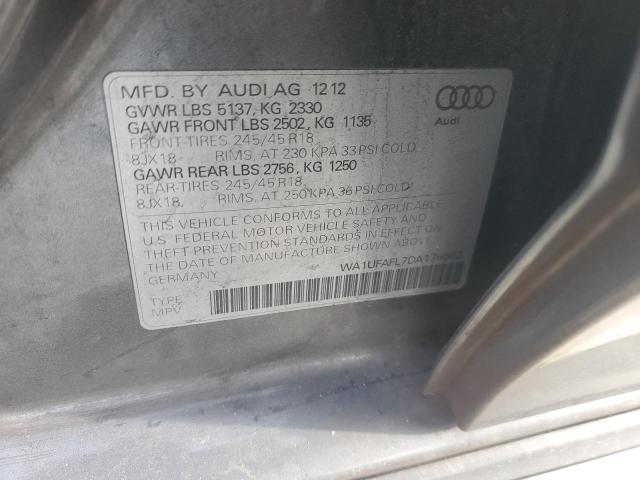 MFD. BY AUDI AG 12 12
GVWR LBS 5137, KG 2330
GAWR FRONT LBS 2502, KG 1135
FRONT-TIRES 245/45 R18
8JX18 RIMS, AT 230 KPA 33 PSI COLD
GAWR REAR LBS 2756, KG 1250
REAR-TIRES 245/45 R18
8JX18. RIMS, AT 250 KPA 36 PSI COLD
THIS VEHICLE CONFORMS TO ALL APPLICABLE
U.S. FEDERAL MOTOR VEHICLE SAFETY AND
THEFT PREVENTION STANDARDS IN EFFECT ON
THE DATE OF MANUFACTURE SHOWN ABOVE.
GERMANY
TYPE
MPV
Audi